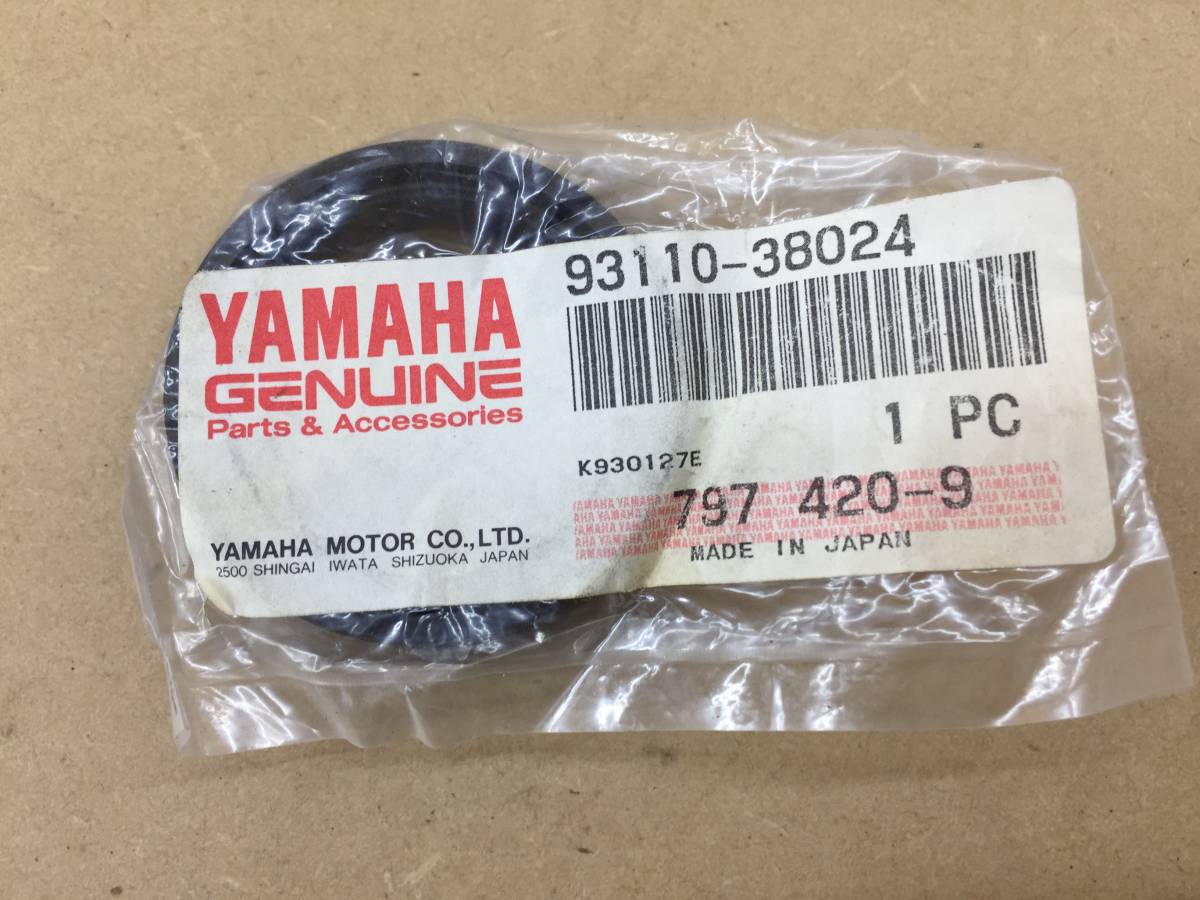 93110-38024
YAMAHA
GENUINE
Parts & Accessories
1 PC
K930127E
797 420-9
MADE IN JAPAN
YAMAHA MOTOR CO.,LTD.
2500 SHINGAI IWATA SHIZUOKA JAPAN